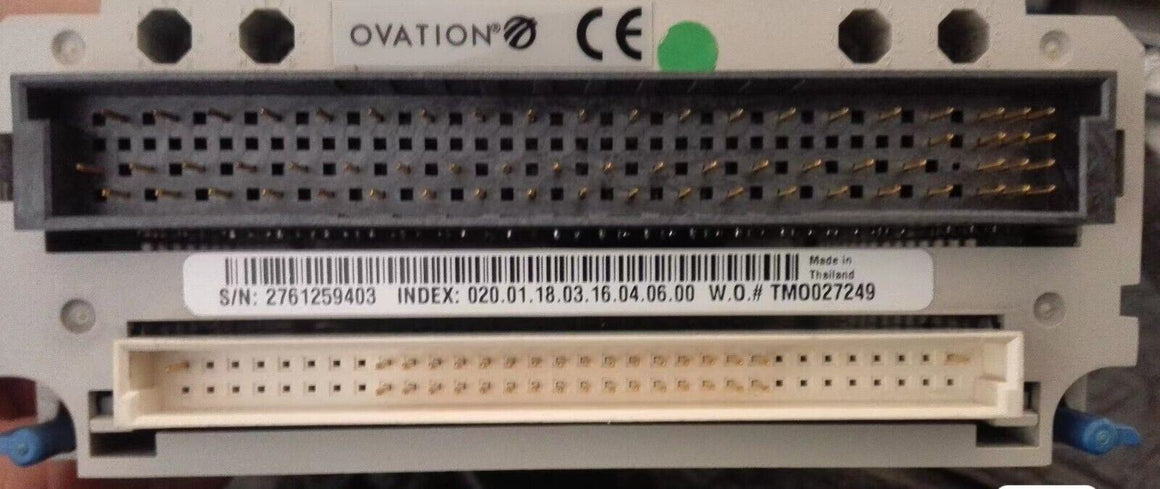 OVATION® CE
Made in
Thailand
S/N: 2761259403 INDEX: 020.01.18.03.16.04.06.00 W.O.# TMO027249